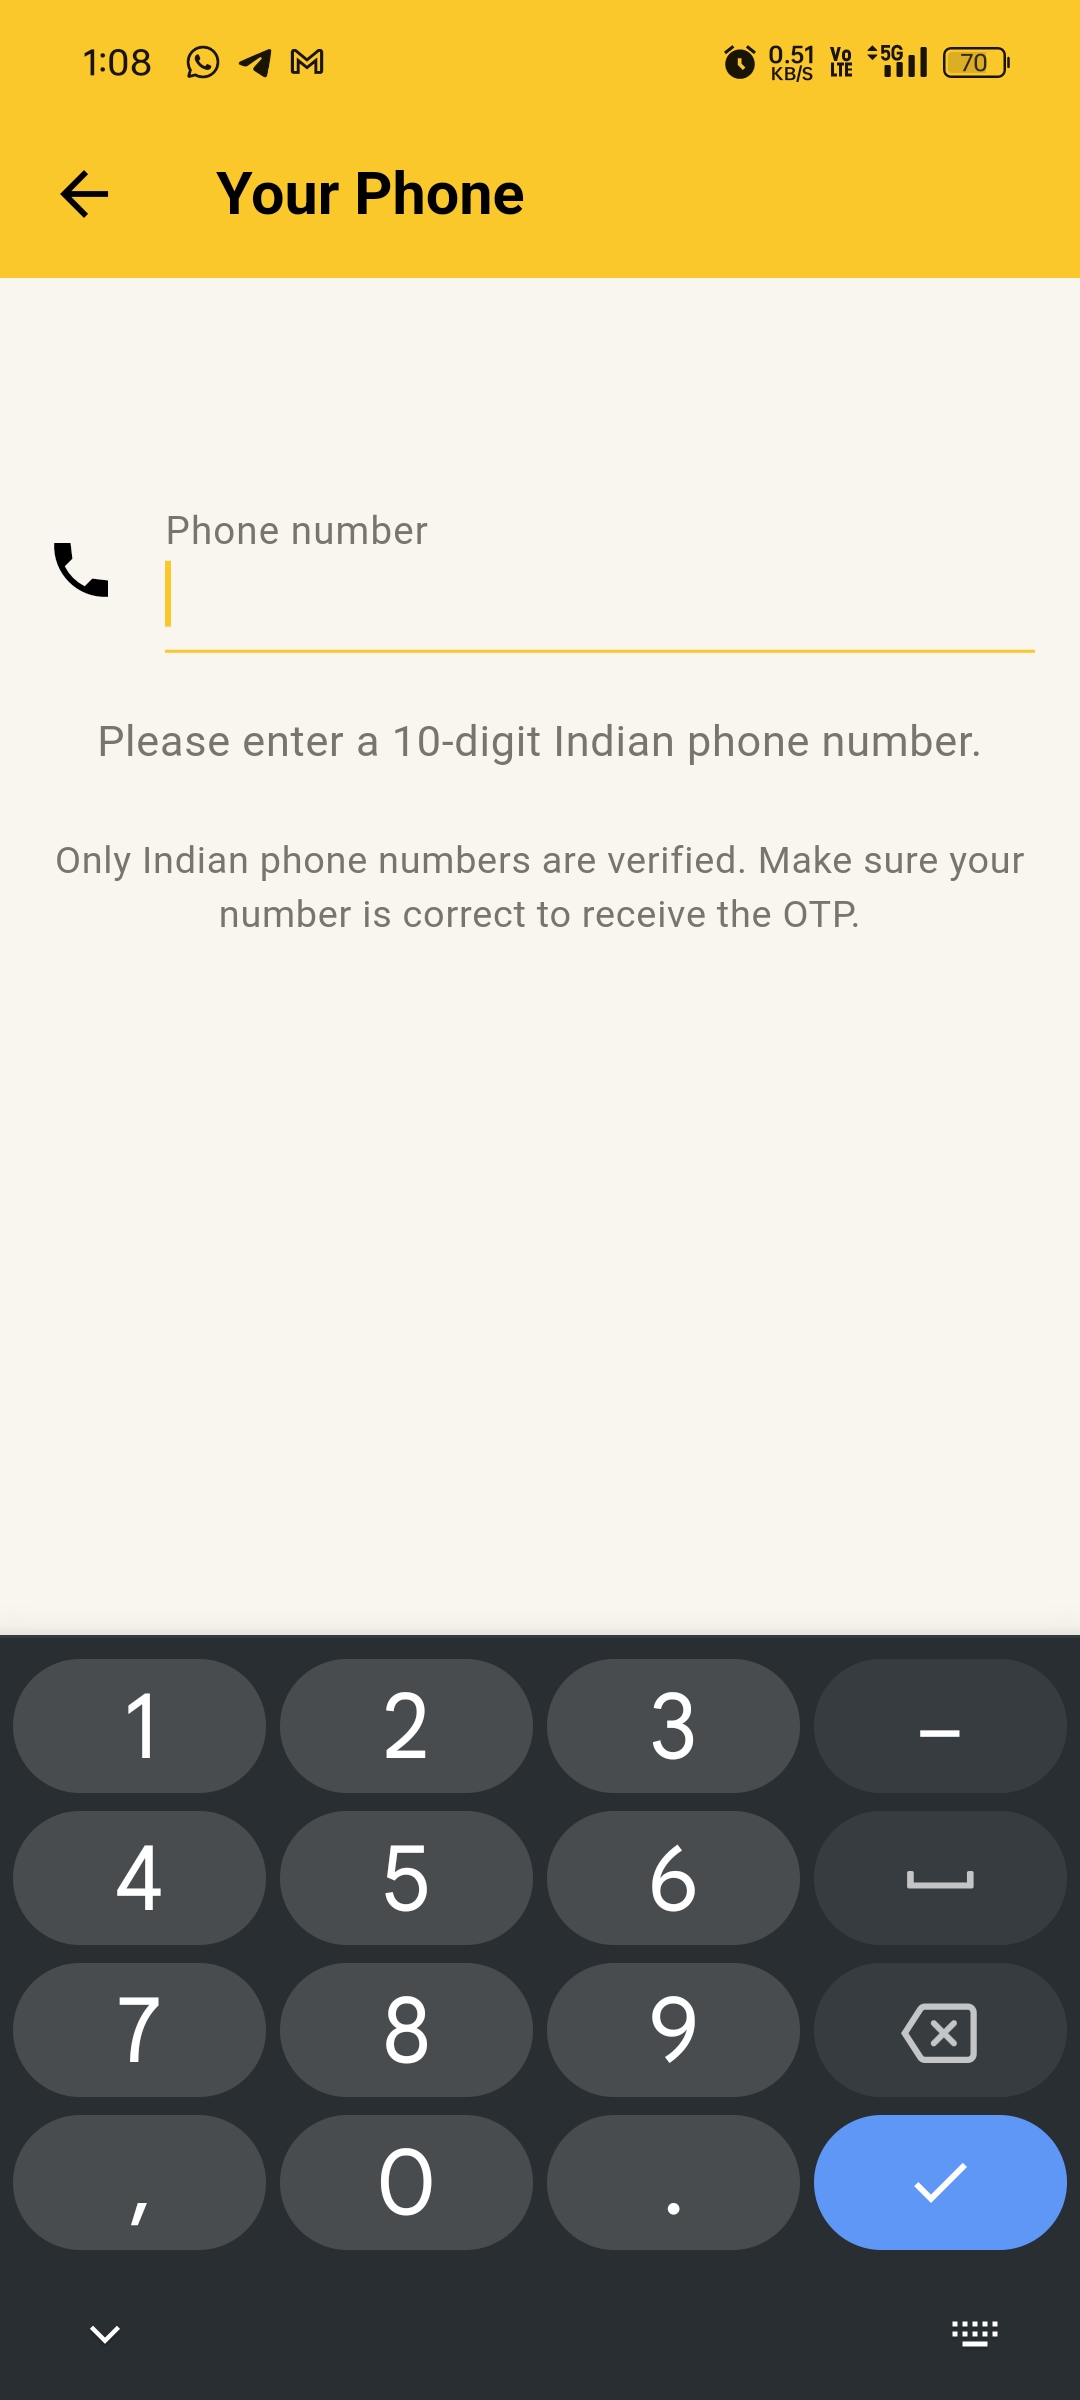 1:08 0.51 KB/S Vo LTE 5G 70
Your Phone
Phone number
Please enter a 10-digit Indian phone number.
Only Indian phone numbers are verified. Make sure your
number is correct to receive the OTP.
1 2 3 –
4 5 6
7 8 9
, 0 .